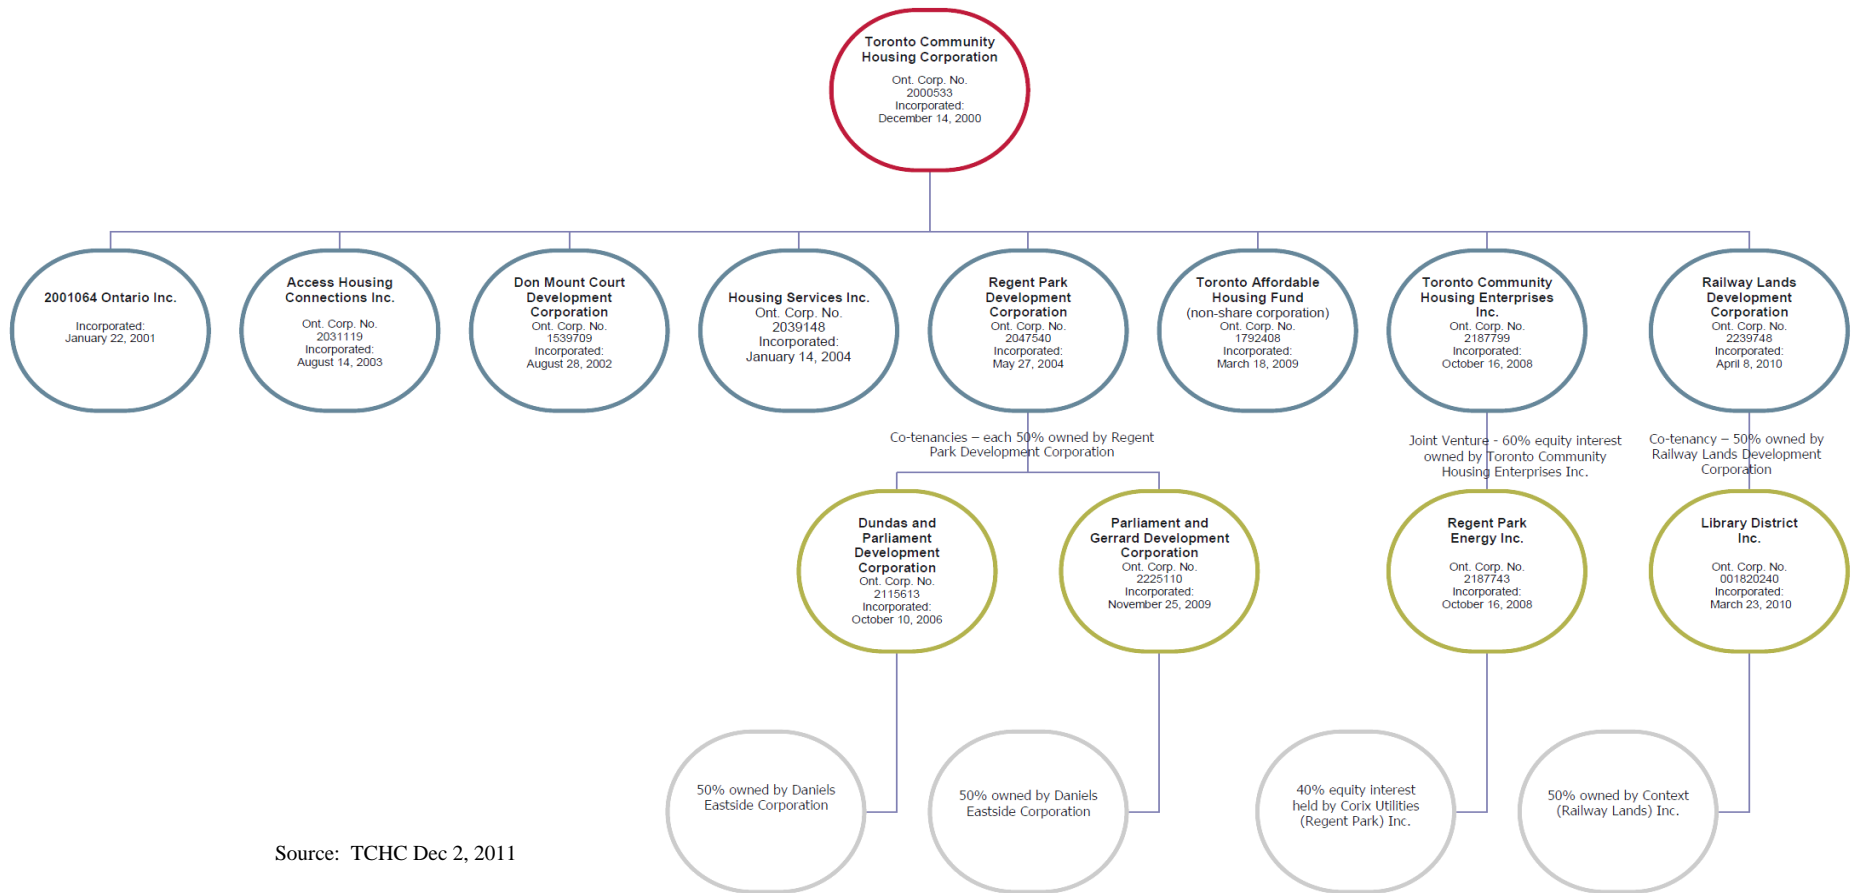 Toronto Community
Housing Corporation
Ont. Corp. No.
2000533
Incorporated:
December 14, 2000
2001064 Ontario Inc.
Incorporated:
January 22, 2001
Access Housing
Connections Inc.
Ont. Corp. No.
2031119
Incorporated:
August 14, 2003
Don Mount Court
Development
Corporation
Ont. Corp. No.
1539709
Incorporated:
August 28, 2002
Housing Services Inc.
Ont. Corp. No.
2039148
Incorporated:
January 14, 2004
Regent Park
Development
Corporation
Ont. Corp. No.
2047540
Incorporated:
May 27, 2004
Toronto Affordable
Housing Fund
(non-share corporation)
Ont. Corp. No.
1792408
Incorporated:
March 18, 2009
Toronto Community
Housing Enterprises
Inc.
Ont. Corp. No.
2187799
Incorporated:
October 16, 2008
Railway Lands
Development
Corporation
Ont. Corp. No.
2239748
Incorporated:
April 8, 2010
Co-tenancies – each 50% owned by Regent
Park Development Corporation
Joint Venture - 60% equity interest
owned by Toronto Community
Housing Enterprises Inc.
Co-tenancy – 50% owned by
Railway Lands Development
Corporation
Dundas and
Parliament
Development
Corporation
Ont. Corp. No.
2115613
Incorporated:
October 10, 2006
Parliament and
Gerrard Development
Corporation
Ont. Corp. No.
2225110
Incorporated:
November 25, 2009
Regent Park
Energy Inc.
Ont. Corp. No.
2187743
Incorporated:
October 16, 2008
Library District
Inc.
Ont. Corp. No.
001820240
Incorporated:
March 23, 2010
50% owned by Daniels
Eastside Corporation
50% owned by Daniels
Eastside Corporation
40% equity interest
held by Corix Utilities
(Regent Park) Inc.
50% owned by Context
(Railway Lands) Inc.
Source: TCHC Dec 2, 2011